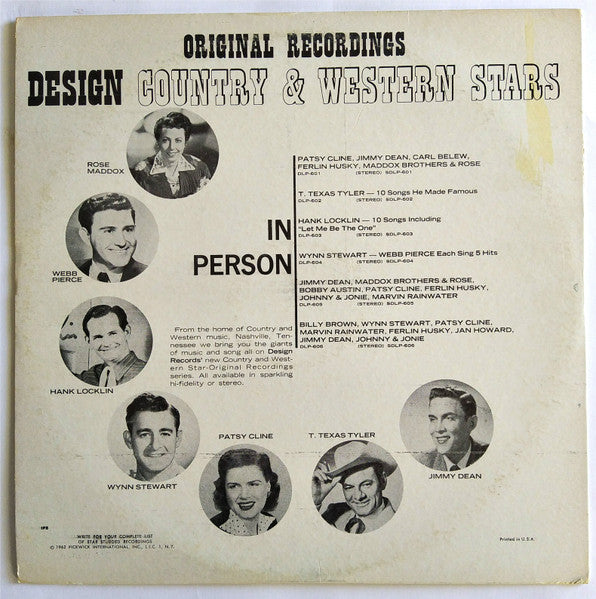 ORIGINAL RECORDINGS
DESIGN COUNTRY & WESTERN STARS
ROSE
MADDOX
WEBB
PIERCE
HANK LOCKLIN
WYNN STEWART
PATSY CLINE
T. TEXAS TYLER
JIMMY DEAN
IN
PERSON
PATSY CLINE, JIMMY DEAN, CARL BELEW,
FERLIN HUSKY, MADDOX BROTHERS & ROSE
DLP-601 (STEREO) SDLP-601
T. TEXAS TYLER — 10 Songs He Made Famous
DLP-602 (STEREO) SDLP-602
HANK LOCKLIN — 10 Songs Including
"Let Me Be The One"
DLP-603 (STEREO) SDLP-603
WYNN STEWART — WEBB PIERCE Each Sing 5 Hits
DLP-604 (STEREO) SDLP-604
JIMMY DEAN, MADDOX BROTHERS & ROSE,
BOBBY AUSTIN, PATSY CLINE, FERLIN HUSKY,
JOHNNY & JONIE, MARVIN RAINWATER
DLP-605 (STEREO) SDLP-605
BILLY BROWN, WYNN STEWART, PATSY CLINE,
MARVIN RAINWATER, FERLIN HUSKY, JAN HOWARD,
JIMMY DEAN, JOHNNY & JONIE
DLP-606 (STEREO) SDLP-606
From the home of Country and
Western music, Nashville, Ten-
nessee we bring you the giants
of music and song all on Design
Records' new Country and West-
ern Star-Original Recordings
series. All available in sparkling
hi-fidelity or stereo.
WRITE FOR YOUR COMPLETE LIST
OF STAR STUDDED RECORDINGS
© 1962 PICKWICK INTERNATIONAL, INC., L.I.C. 1, N.Y.
Printed in U.S.A.